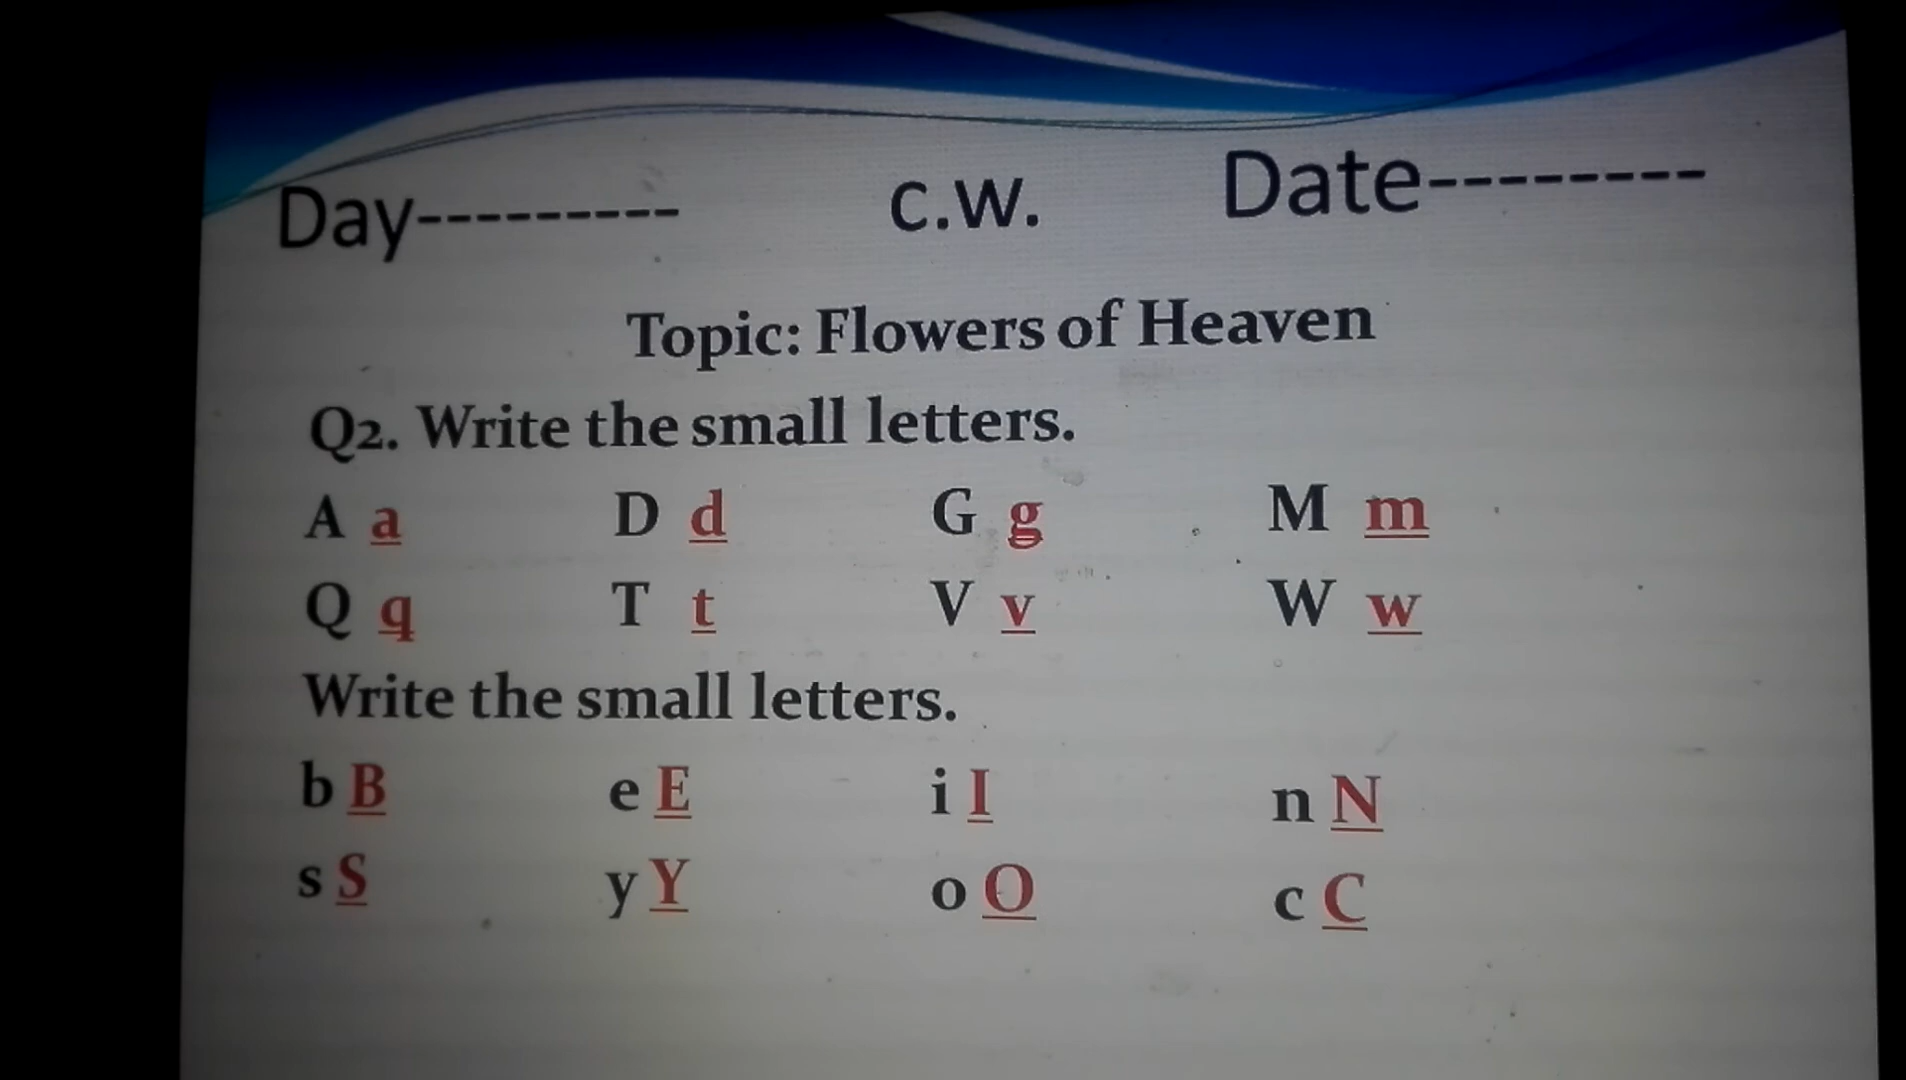 Day--------- c.w. Date--------
Topic: Flowers of Heaven
Q2. Write the small letters.
A a D d G g M m
Q q T t V v W w
Write the small letters.
b B e E i I n N
s S y Y o O c C